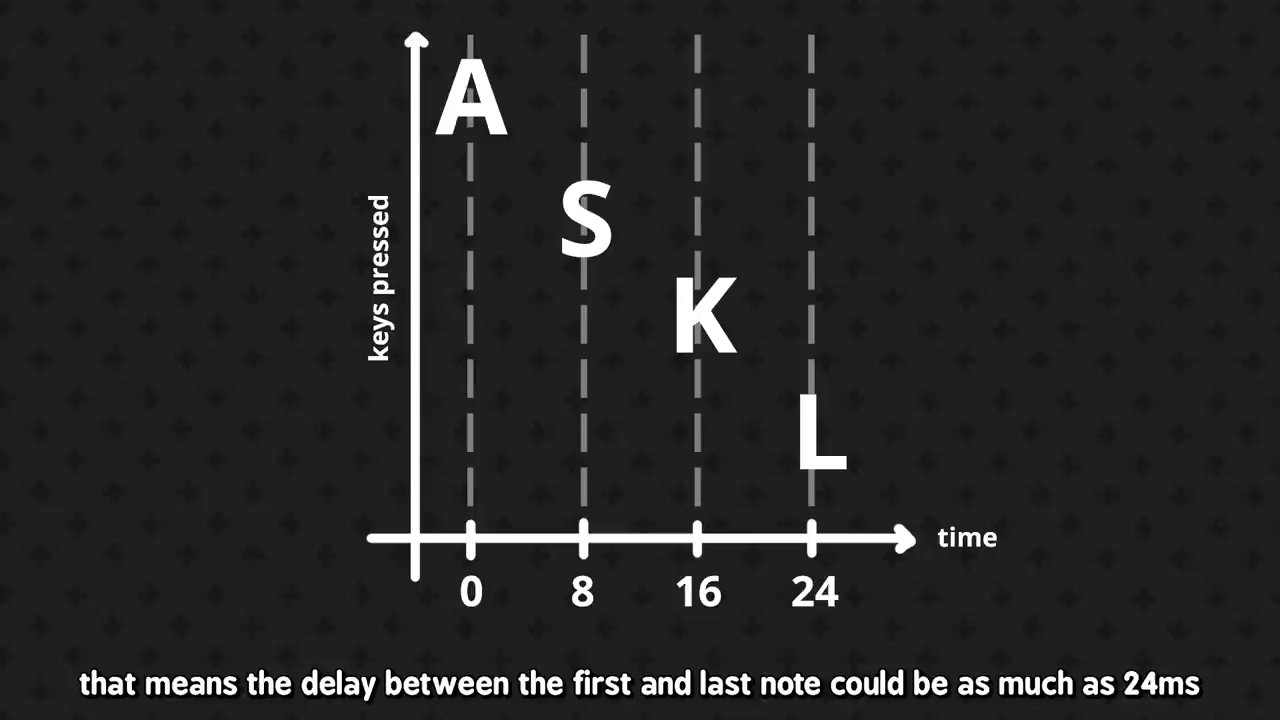 A
S
keys pressed
K
L
time
0 8 16 24
that means the delay between the first and last note could be as much as 24ms